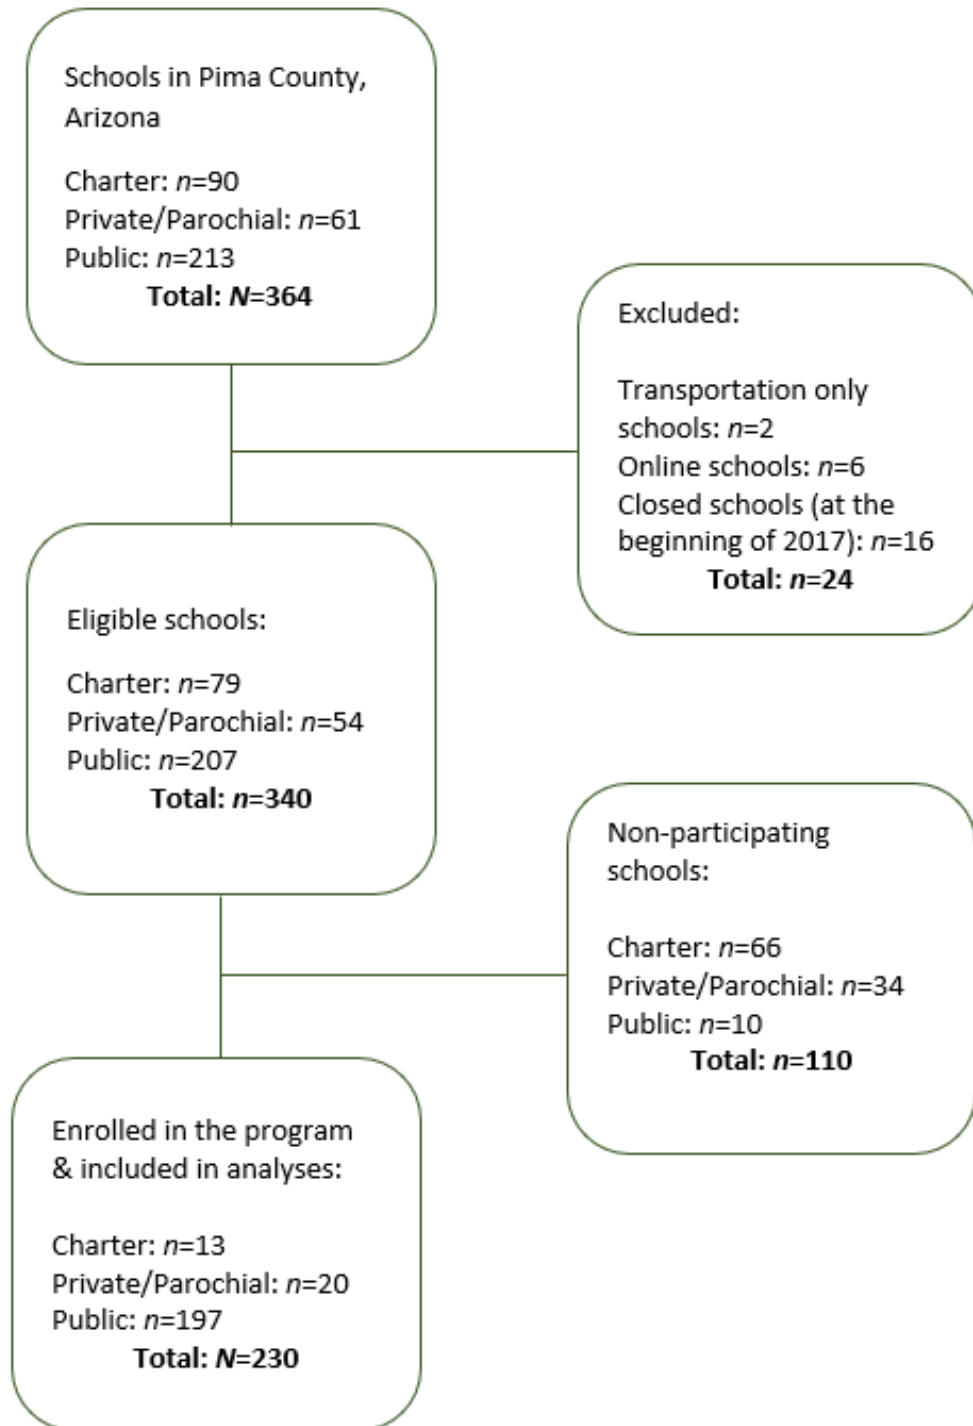 Schools in Pima County,
Arizona
Charter: n=90
Private/Parochial: n=61
Public: n=213
Total: N=364
Excluded:
Transportation only
schools: n=2
Online schools: n=6
Closed schools (at the
beginning of 2017): n=16
Total: n=24
Eligible schools:
Charter: n=79
Private/Parochial: n=54
Public: n=207
Total: n=340
Non-participating
schools:
Charter: n=66
Private/Parochial: n=34
Public: n=10
Total: n=110
Enrolled in the program
& included in analyses:
Charter: n=13
Private/Parochial: n=20
Public: n=197
Total: N=230